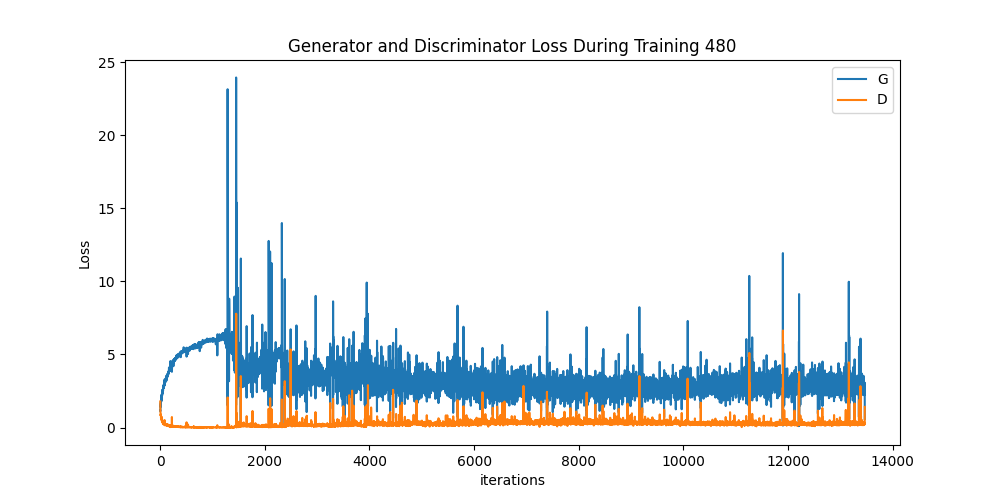 Generator and Discriminator Loss During Training 480
25
20
15
10
5
0
Loss
G
D
0 2000 4000 6000 8000 10000 12000 14000
iterations